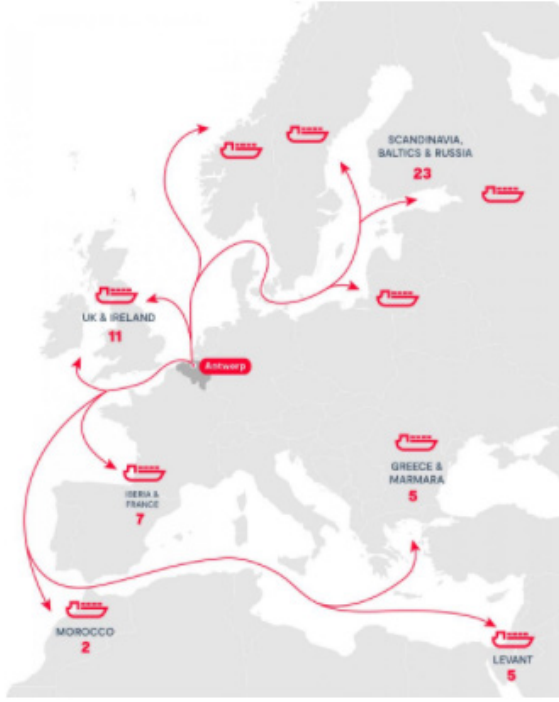 SCANDINAVIA,
BALTICS & RUSSIA
23
UK & IRELAND
11
Antwerp
GREECE &
MARMARA
5
IBERIA &
FRANCE
7
MOROCCO
2
LEVANT
5